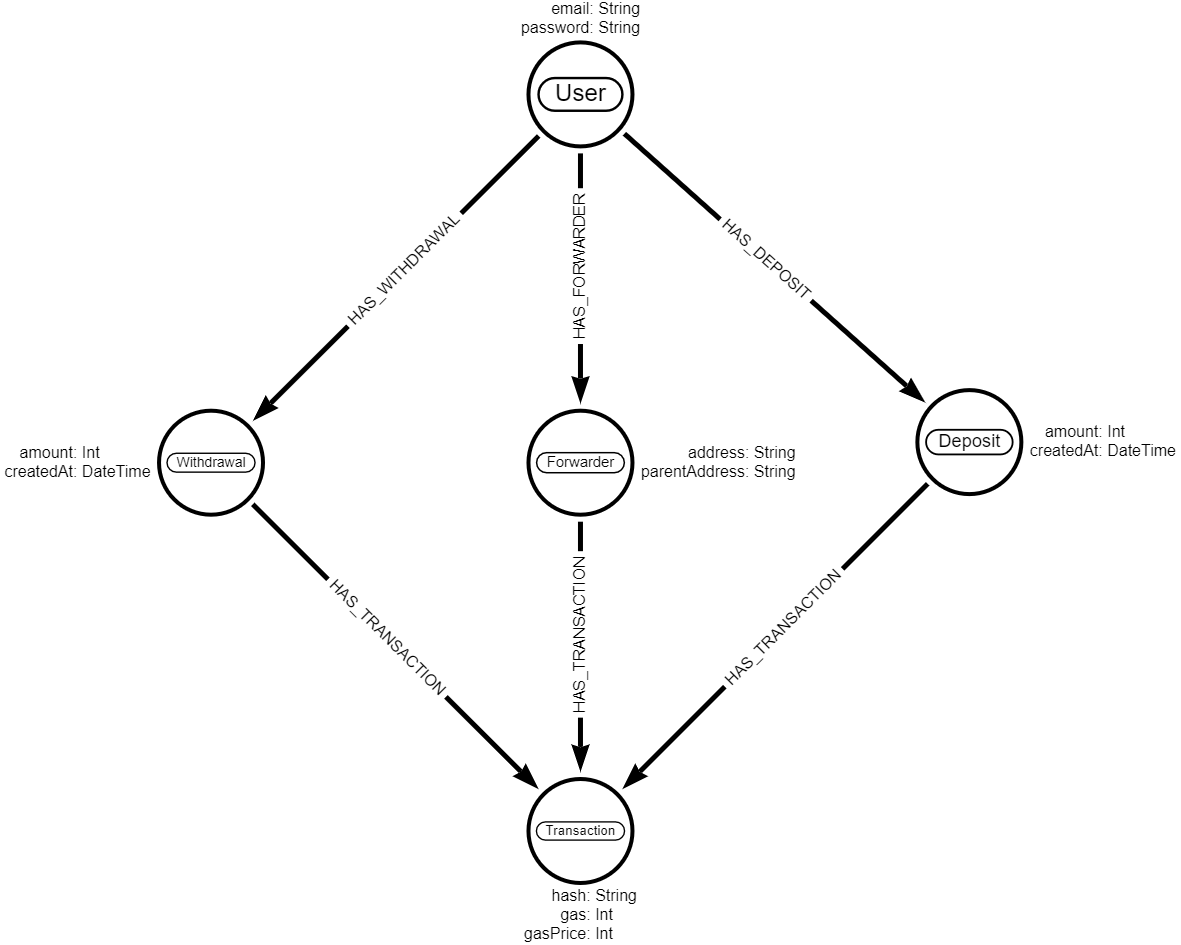 email: String
password: String
User
HAS_WITHDRAWAL
HAS_FORWARDER
HAS_DEPOSIT
amount: Int
createdAt: DateTime
Withdrawal
Forwarder
address: String
parentAddress: String
Deposit
amount: Int
createdAt: DateTime
HAS_TRANSACTION
HAS_TRANSACTION
HAS_TRANSACTION
Transaction
hash: String
gas: Int
gasPrice: Int